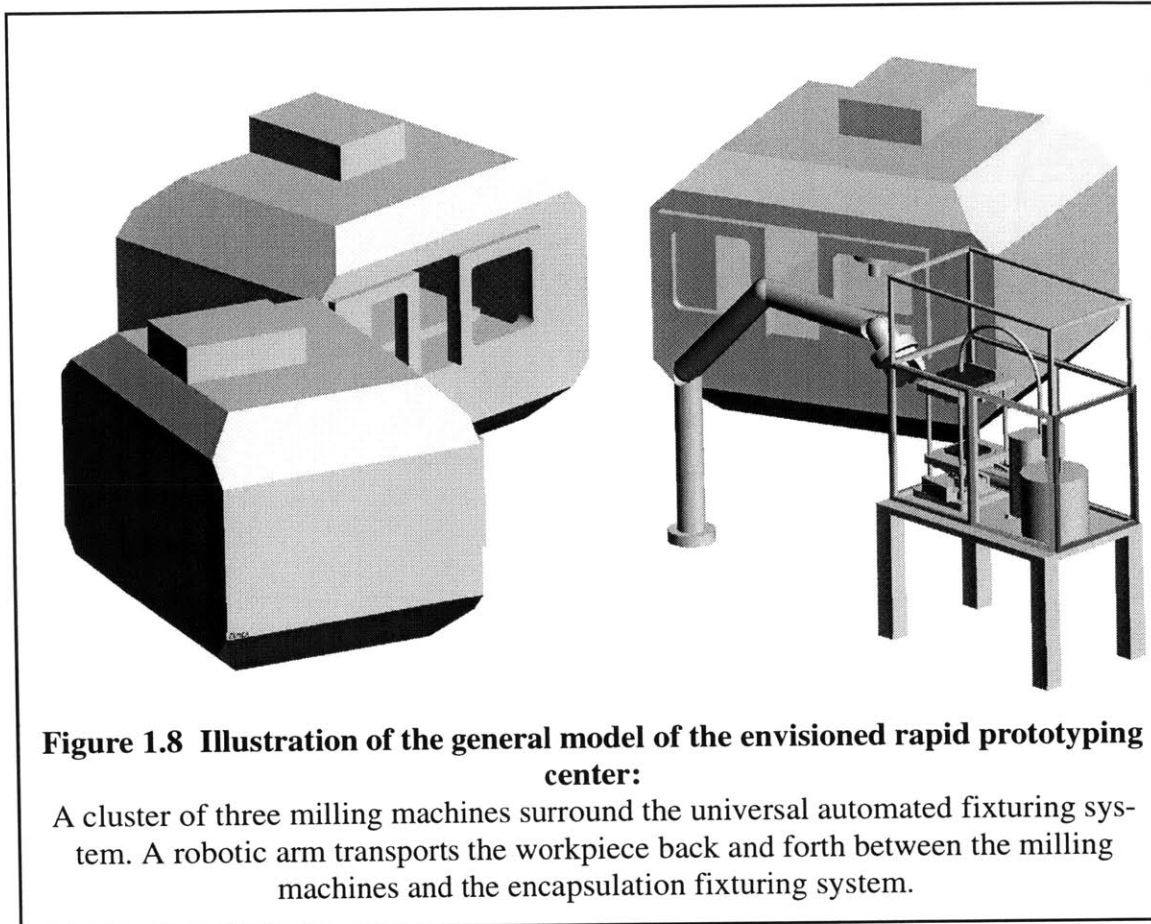 Figure 1.8 Illustration of the general model of the envisioned rapid prototyping
center:
A cluster of three milling machines surround the universal automated fixturing sys-
tem. A robotic arm transports the workpiece back and forth between the milling
machines and the encapsulation fixturing system.